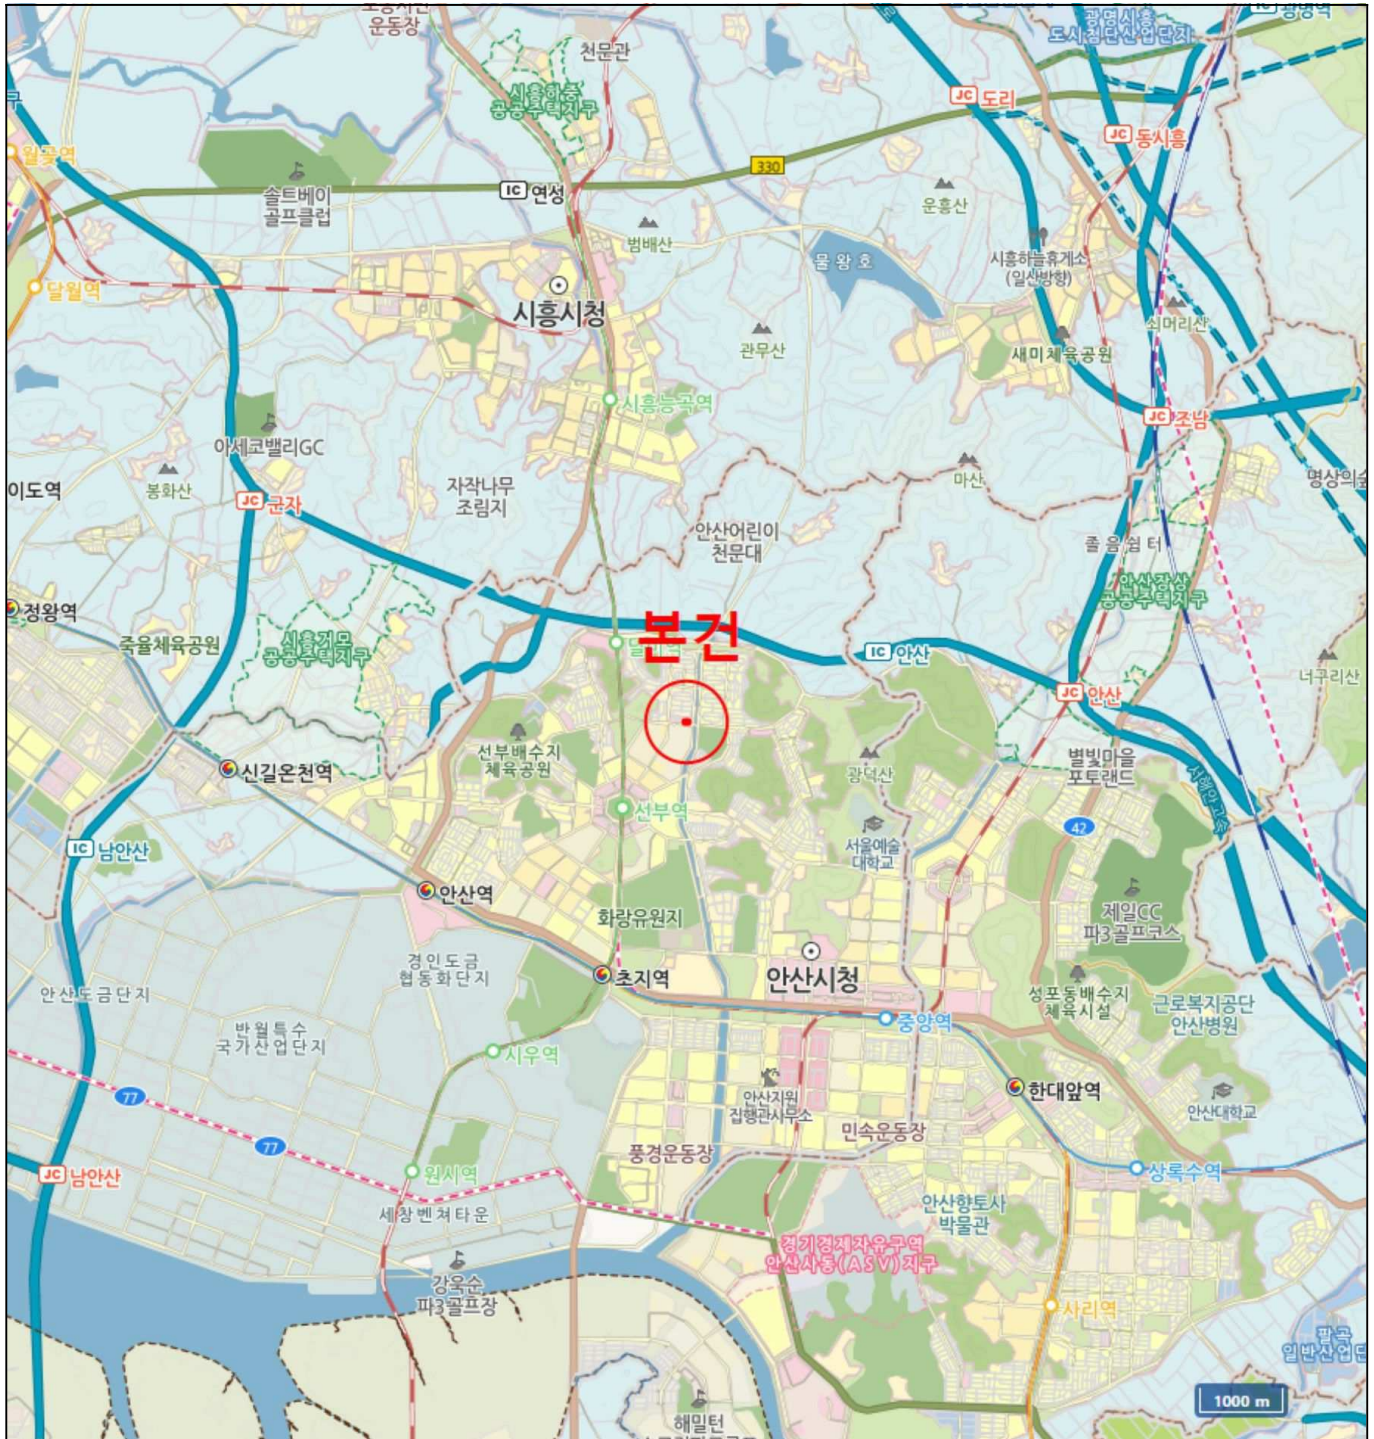 운동장
천문관
광명시흥
도시첨단산업단지
IC 광명역
시흥하중
공공주택지구
JC 도리
JC 동시흥
월곶역
330
솔트베이
골프클럽
IC 연성
운흥산
범배산
물왕호
시흥하늘휴게소
(일산방향)
달월역
시흥시청
쇠머리산
관무산
새미체육공원
시흥능곡역
JC 조남
아세코밸리GC
마산
명상의숲
이도역
봉화산
자작나무
조림지
JC 군자
안산어린이
천문대
졸음쉼터
안산장상
공공주택지구
정왕역
죽율체육공원
시흥거모
공공주택지구
본건
IC 안산
너구리산
JC 안산
선부배수지
체육공원
광덕산
별빛마을
포토랜드
신길온천역
서해안고속
선부역
42
서울예술
대학교
IC 남안산
안산역
화랑유원지
제일CC
파3골프코스
경인도금
협동화단지
초지역
안산시청
안산도금단지
성포동배수지
체육시설
근로복지공단
안산병원
반월특수
국가산업단지
중앙역
시우역
77
안산지원
집행관사무소
한대앞역
안산대학교
77
민속운동장
풍경운동장
JC 남안산
원시역
상록수역
세창벤쳐타운
안산향토사
박물관
경기경제자유구역
안산사동(ASV)지구
강욱순
파3골프장
사리역
팔곡
일반산업단
1000 m
해밀턴